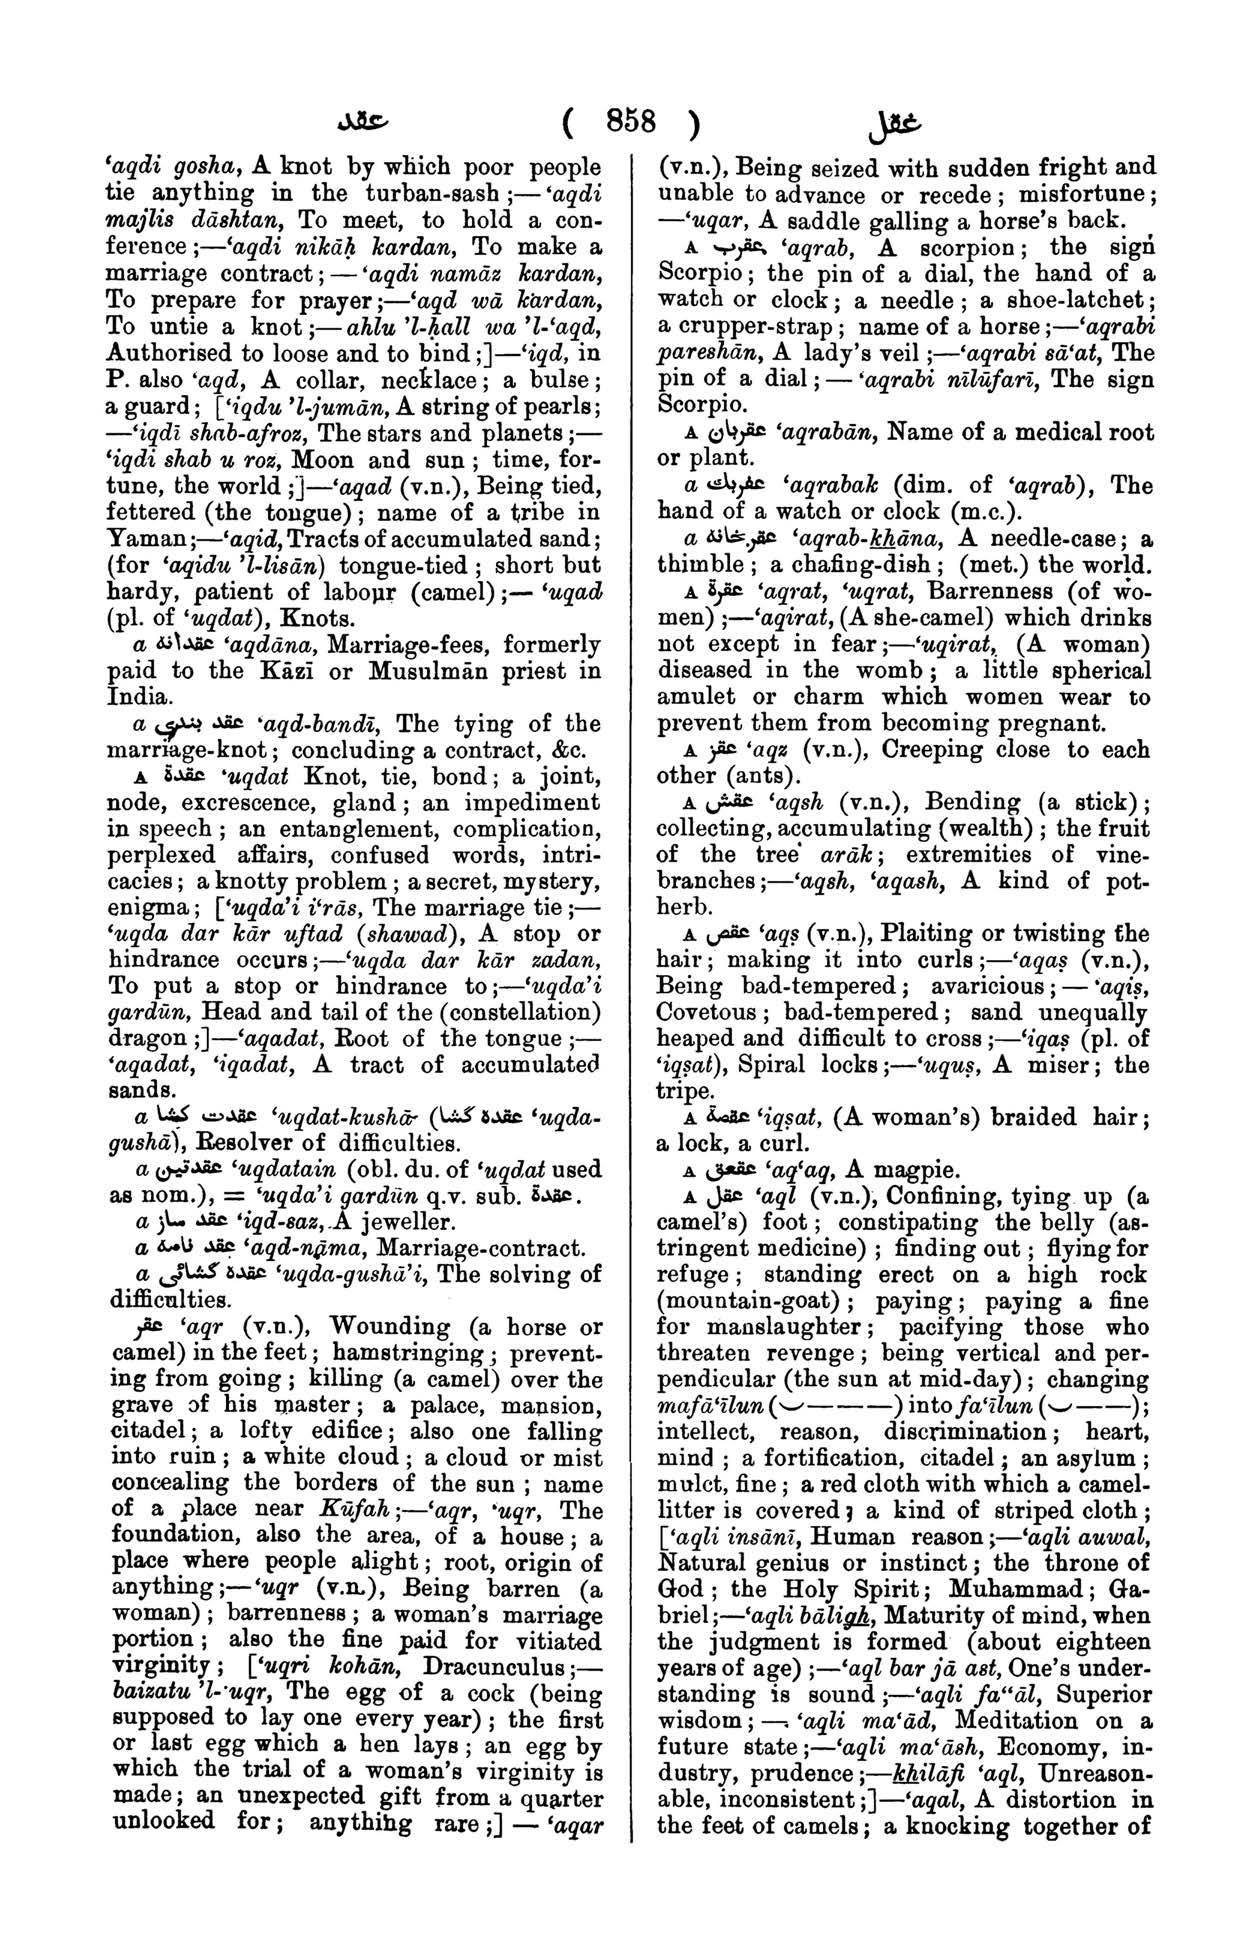 عقد ( 858 ) عقل
‘aqdi gosha, A knot by which poor people
tie anything in the turban-sash ;—‘aqdi
majlis dāshtan, To meet, to hold a con-
ference ;—‘aqdi nikāḥ kardan, To make a
marriage contract ; — ‘aqdi namāz kardan,
To prepare for prayer ;—‘aqd wā kardan,
To untie a knot ;— ahlu ’l-ḥall wa ’l-‘aqd,
Authorised to loose and to bind ;]—‘iqd, in
P. also ‘aqd, A collar, necklace ; a bulse ;
a guard ; [‘iqdu ’l-jumān, A string of pearls ;
—‘iqdī shab-afroz, The stars and planets ;—
‘iqdi shab u roz, Moon and sun ; time, for-
tune, the world ;]—‘aqad (v.n.), Being tied,
fettered (the tongue) ; name of a tribe in
Yaman ;—‘aqid, Tracts of accumulated sand ;
(for ‘aqidu ’l-lisān) tongue-tied ; short but
hardy, patient of labour (camel) ;— ‘uqad
(pl. of ‘uqdat), Knots.
a عقدانه ‘aqdāna, Marriage-fees, formerly
paid to the Kāzī or Musulmān priest in
India.
a عقد بندي ‘aqd-bandī, The tying of the
marriage-knot ; concluding a contract, &c.
A عقدة ‘uqdat Knot, tie, bond ; a joint,
node, excrescence, gland ; an impediment
in speech ; an entanglement, complication,
perplexed affairs, confused words, intri-
cacies ; a knotty problem ; a secret, mystery,
enigma ; [‘uqda’i i‘rās, The marriage tie ;—
‘uqda dar kār uftad (shawad), A stop or
hindrance occurs ;—‘uqda dar kār zadan,
To put a stop or hindrance to ;—‘uqda’i
gardūn, Head and tail of the (constellation)
dragon ;]—‘aqadat, Root of the tongue ;—
‘aqadat, ‘iqadat, A tract of accumulated
sands.
a عقدت كشا ‘uqdat-kushā (عقدة كشا ‘uqda-
gushā), Resolver of difficulties.
a عقدتين ‘uqdatain (obl. du. of ‘uqdat used
as nom.), = ‘uqda’i gardūn q.v. sub. عقدة.
a عقد ساز ‘iqd-saz, A jeweller.
a عقد نامه ‘aqd-nāma, Marriage-contract.
a عقدة كشائى ‘uqda-gushā’i, The solving of
difficulties.
عقر ‘aqr (v.n.), Wounding (a horse or
camel) in the feet ; hamstringing ; prevent-
ing from going ; killing (a camel) over the
grave of his master ; a palace, mansion,
citadel ; a lofty edifice ; also one falling
into ruin ; a white cloud ; a cloud or mist
concealing the borders of the sun ; name
of a place near Kūfah ;—‘aqr, ‘uqr, The
foundation, also the area, of a house ; a
place where people alight ; root, origin of
anything ;—‘uqr (v.n.), Being barren (a
woman) ; barrenness ; a woman’s marriage
portion ; also the fine paid for vitiated
virginity ; [‘uqri kohān, Dracunculus ;—
baizatu ’l-‘uqr, The egg of a cock (being
supposed to lay one every year) ; the first
or last egg which a hen lays ; an egg by
which the trial of a woman’s virginity is
made ; an unexpected gift from a quarter
unlooked for ; anything rare ;] — ‘aqar
(v.n.), Being seized with sudden fright and
unable to advance or recede ; misfortune ;
—‘uqar, A saddle galling a horse’s back.
A عقرب ‘aqrab, A scorpion ; the sign
Scorpio ; the pin of a dial, the hand of a
watch or clock ; a needle ; a shoe-latchet ;
a crupper-strap ; name of a horse ;—‘aqrabi
pareshān, A lady’s veil ;—‘aqrabi sā‘at, The
pin of a dial ; — ‘aqrabi nīlūfarī, The sign
Scorpio.
A عقربان ‘aqrabān, Name of a medical root
or plant.
a عقربك ‘aqrabak (dim. of ‘aqrab), The
hand of a watch or clock (m.c.).
a عقربخانه ‘aqrab-khāna, A needle-case ; a
thimble ; a chafing-dish ; (met.) the world.
A عقرة ‘aqrat, ‘uqrat, Barrenness (of wo-
men) ;—‘aqirat, (A she-camel) which drinks
not except in fear ;—‘uqirat, (A woman)
diseased in the womb ; a little spherical
amulet or charm which women wear to
prevent them from becoming pregnant.
A عقز ‘aqz (v.n.), Creeping close to each
other (ants).
A عقش ‘aqsh (v.n.), Bending (a stick) ;
collecting, accumulating (wealth) ; the fruit
of the tree arāk ; extremities of vine-
branches ;—‘aqsh, ‘aqash, A kind of pot-
herb.
A عقص ‘aqṣ (v.n.), Plaiting or twisting the
hair ; making it into curls ;—‘aqaṣ (v.n.),
Being bad-tempered ; avaricious ; — ‘aqiṣ,
Covetous ; bad-tempered ; sand unequally
heaped and difficult to cross ;—‘iqaṣ (pl. of
‘iqṣat), Spiral locks ;—‘uquṣ, A miser ; the
tripe.
A عقصة ‘iqṣat, (A woman’s) braided hair ;
a lock, a curl.
A عقعق ‘aq‘aq, A magpie.
A عقل ‘aql (v.n.), Confining, tying up (a
camel’s) foot ; constipating the belly (as-
tringent medicine) ; finding out ; flying for
refuge ; standing erect on a high rock
(mountain-goat) ; paying ; paying a fine
for manslaughter ; pacifying those who
threaten revenge ; being vertical and per-
pendicular (the sun at mid-day) ; changing
mafā‘īlun (⏑———) into fa‘īlun (⏑——) ;
intellect, reason, discrimination ; heart,
mind ; a fortification, citadel ; an asylum ;
mulct, fine ; a red cloth with which a camel-
litter is covered ; a kind of striped cloth ;
[‘aqli insānī, Human reason ;—‘aqli auwal,
Natural genius or instinct ; the throne of
God ; the Holy Spirit ; Muhammad ; Ga-
briel ;—‘aqli bāligh, Maturity of mind, when
the judgment is formed (about eighteen
years of age) ;—‘aql bar jā ast, One’s under-
standing is sound ;—‘aqli fa‘‘āl, Superior
wisdom ; — ‘aqli ma‘ād, Meditation on a
future state ;—‘aqli ma‘āsh, Economy, in-
dustry, prudence ;—khilāfi ‘aql, Unreason-
able, inconsistent ;]—‘aqal, A distortion in
the feet of camels ; a knocking together of